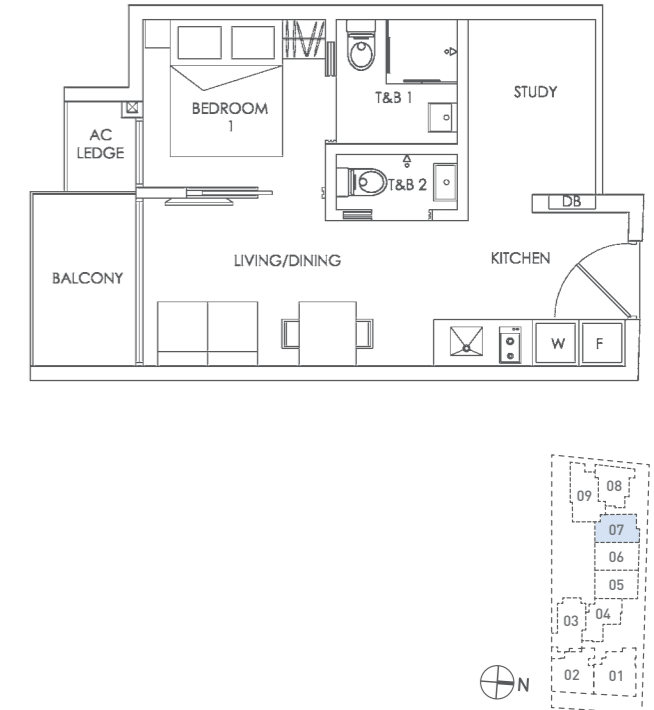 BEDROOM
1
T&B 1
STUDY
AC
LEDGE
T&B 2
DB
BALCONY
LIVING/DINING
KITCHEN
W
F
08
09
07
06
05
04
03
02
01
N